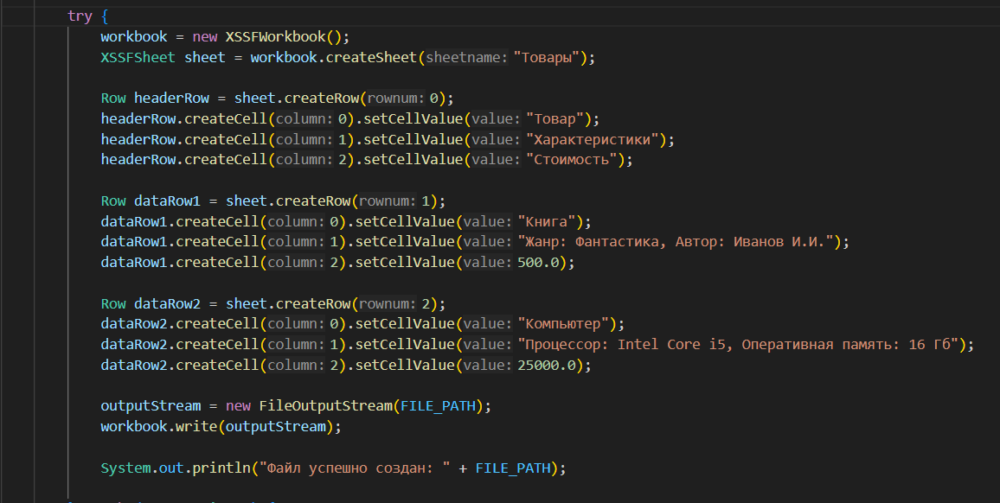 try {
workbook = new XSSFWorkbook();
XSSFSheet sheet = workbook.createSheet(sheetname: "Товары");
Row headerRow = sheet.createRow(rownum: 0);
headerRow.createCell(column: 0).setCellValue(value: "Товар");
headerRow.createCell(column: 1).setCellValue(value: "Характеристики");
headerRow.createCell(column: 2).setCellValue(value: "Стоимость");
Row dataRow1 = sheet.createRow(rownum: 1);
dataRow1.createCell(column: 0).setCellValue(value: "Книга");
dataRow1.createCell(column: 1).setCellValue(value: "Жанр: Фантастика, Автор: Иванов И.И.");
dataRow1.createCell(column: 2).setCellValue(value: 500.0);
Row dataRow2 = sheet.createRow(rownum: 2);
dataRow2.createCell(column: 0).setCellValue(value: "Компьютер");
dataRow2.createCell(column: 1).setCellValue(value: "Процессор: Intel Core i5, Оперативная память: 16 Гб");
dataRow2.createCell(column: 2).setCellValue(value: 25000.0);
outputStream = new FileOutputStream(FILE_PATH);
workbook.write(outputStream);
System.out.println("Файл успешно создан: " + FILE_PATH);